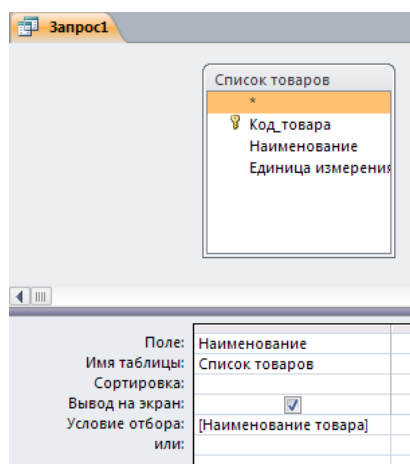 Запрос1
Список товаров
*
Код_товара
Наименование
Единица измерения
Поле: Наименование
Имя таблицы: Список товаров
Сортировка:
Вывод на экран:
Условие отбора: [Наименование товара]
или: